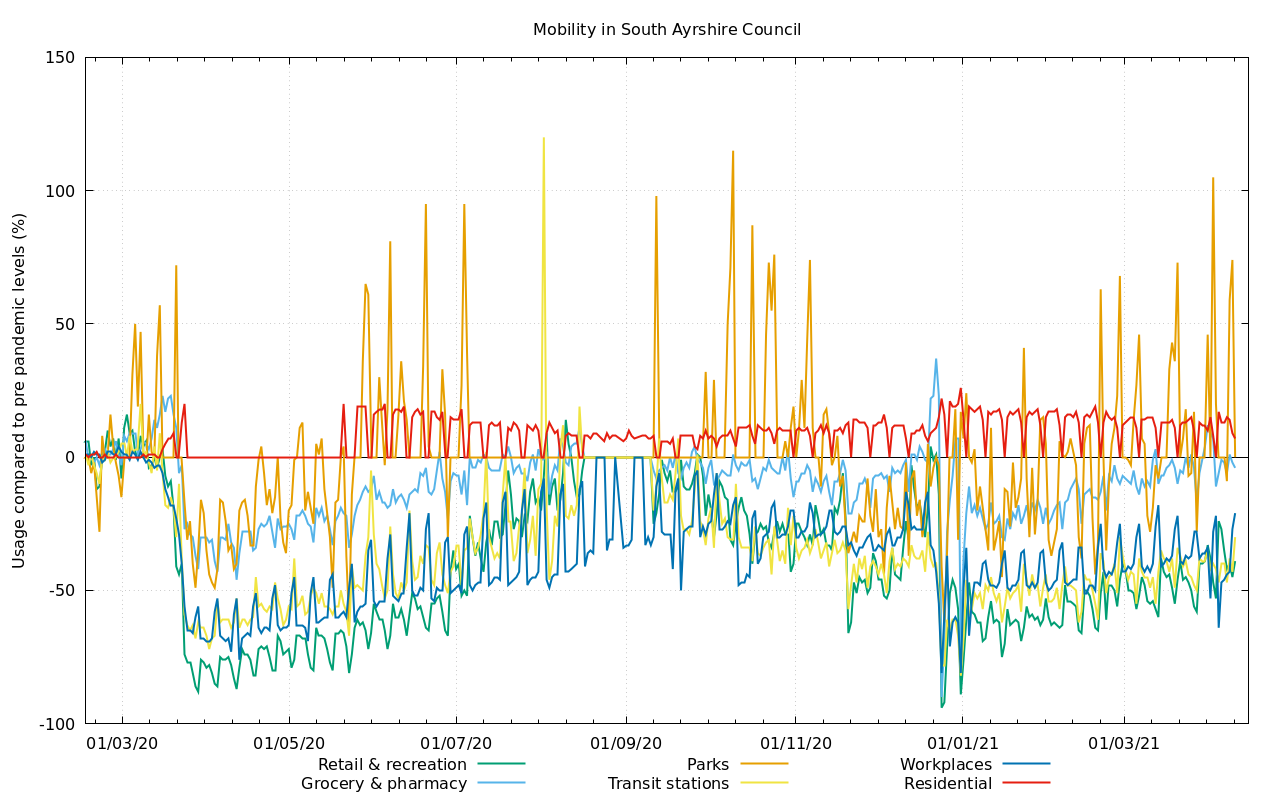 Mobility in South Ayrshire Council
Usage compared to pre pandemic levels (%)
150
100
50
0
-50
-100
01/03/20 01/05/20 01/07/20 01/09/20 01/11/20 01/01/21 01/03/21
Retail & recreation Parks Workplaces
Grocery & pharmacy Transit stations Residential